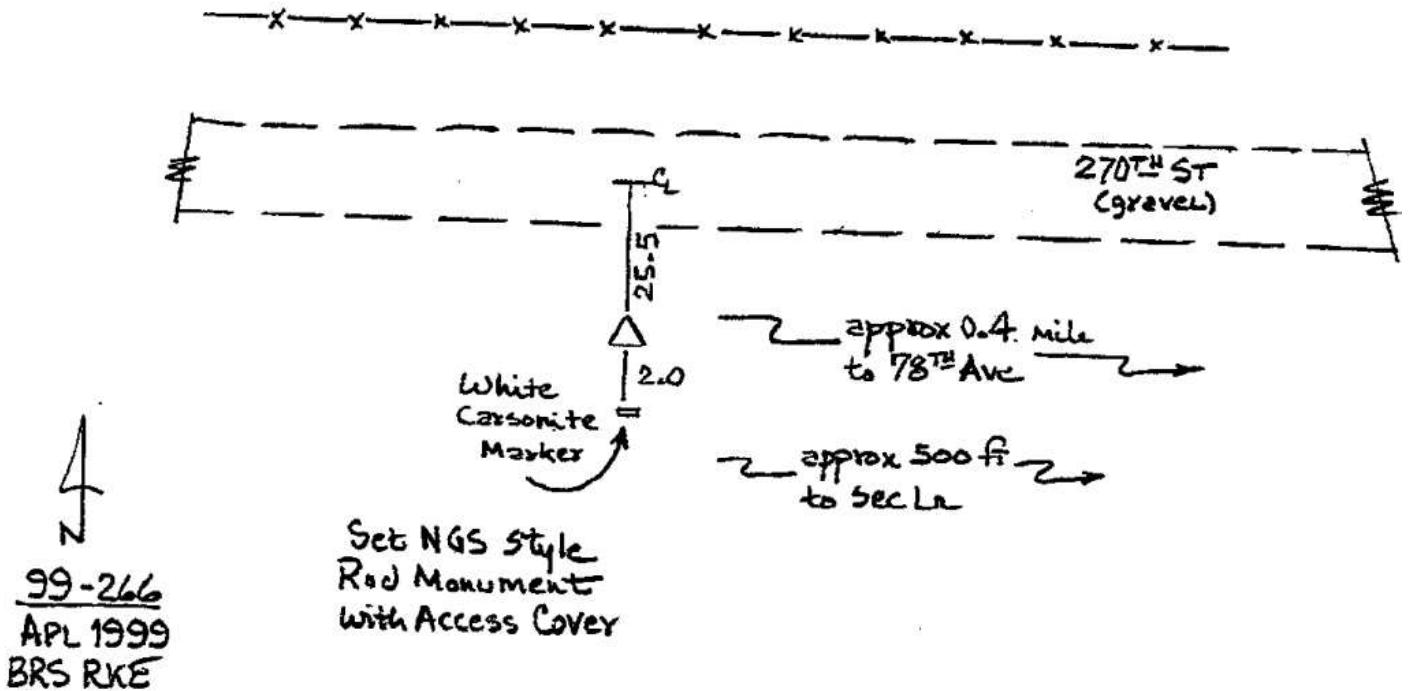 270TH ST
(gravel)
CL
25.5
approx 0.4 mile
to 78TH Ave
2.0
White
Carsonite
Marker
approx 500 ft
to Sec Ln
N
Set NGS Style
Rod Monument
with Access Cover
99-266
APL 1999
BRS RKE